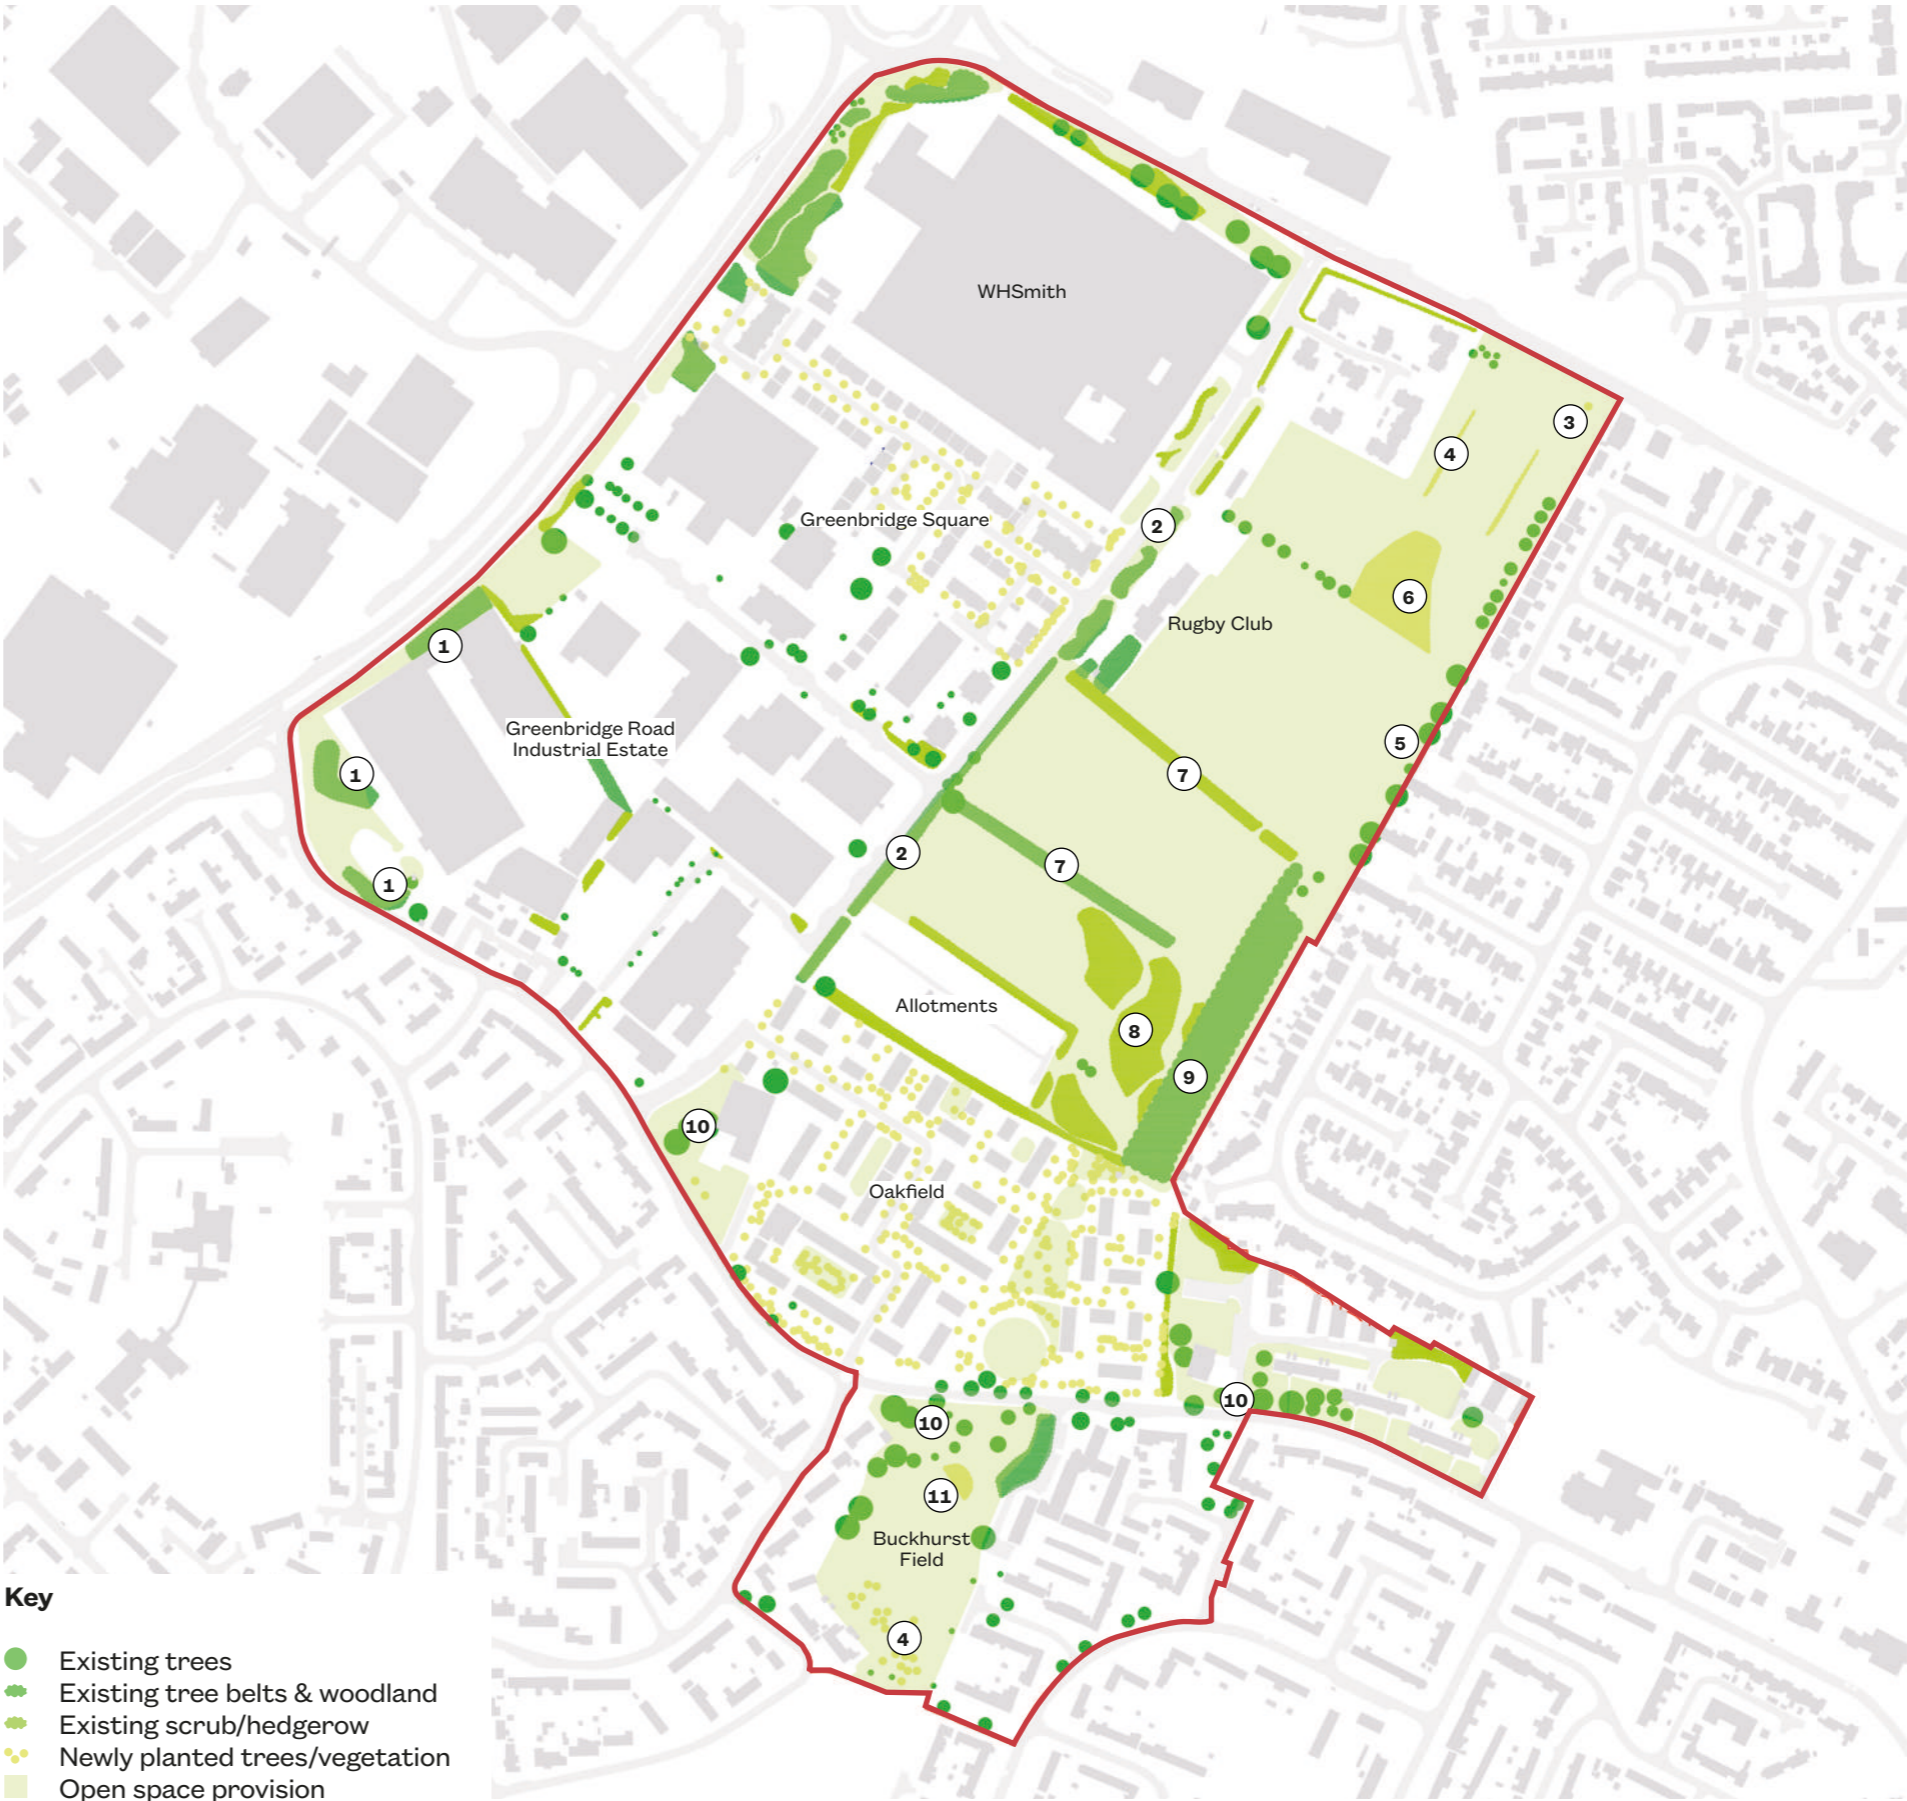 WHSmith
3
4
Greenbridge Square
2
6
Rugby Club
1
Greenbridge Road
Industrial Estate
5
1
7
2
7
1
Allotments
8
9
10
Oakfield
10
10
11
Buckhurst
Field
4
Key
Existing trees
Existing tree belts & woodland
Existing scrub/hedgerow
Newly planted trees/vegetation
Open space provision